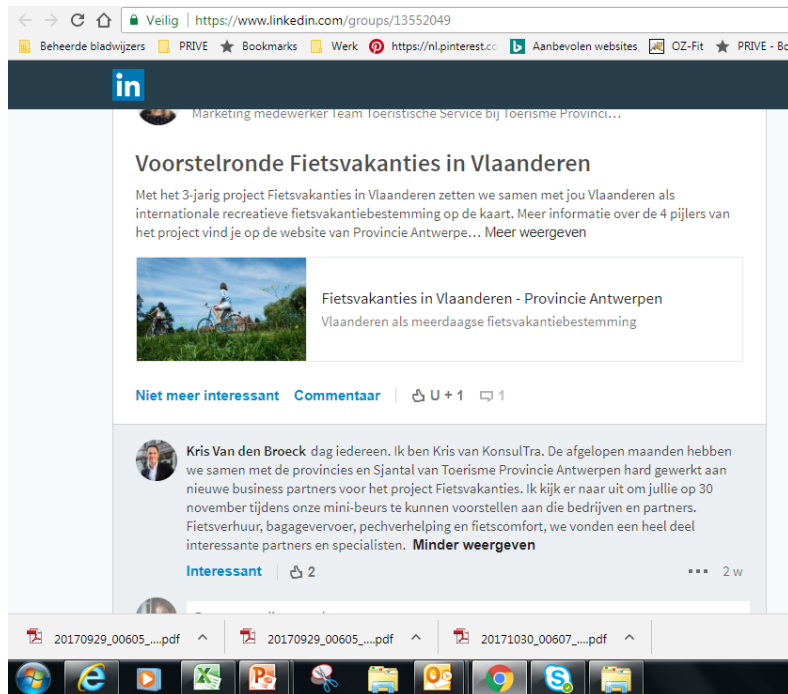 Veilig | https://www.linkedin.com/groups/13552049
Beheerde bladwijzers PRIVE Bookmarks Werk https://nl.pinterest.co Aanbevolen websites OZ-Fit PRIVE - Bo
in
Marketing medewerker Team Toeristische Service bij Toerisme Provinci...
Voorstelronde Fietsvakanties in Vlaanderen
Met het 3-jarig project Fietsvakanties in Vlaanderen zetten we samen met jou Vlaanderen als
internationale recreatieve fietsvakantiebestemming op de kaart. Meer informatie over de 4 pijlers van
het project vind je op de website van Provincie Antwerpe... Meer weergeven
Fietsvakanties in Vlaanderen - Provincie Antwerpen
Vlaanderen als meerdaagse fietsvakantiebestemming
Niet meer interessant Commentaar U + 1 1
Kris Van den Broeck dag iedereen. Ik ben Kris van KonsulTra. De afgelopen maanden hebben
we samen met de provincies en Sjantal van Toerisme Provincie Antwerpen hard gewerkt aan
nieuwe business partners voor het project Fietsvakanties. Ik kijk er naar uit om jullie op 30
november tijdens onze mini-beurs te kunnen voorstellen aan die bedrijven en partners.
Fietsverhuur, bagagevervoer, pechverhelping en fietscomfort, we vonden een heel deel
interessante partners en specialisten. Minder weergeven
Interessant 2 2 w
20170929_00605_....pdf 20170929_00605_....pdf 20171030_00607_....pdf